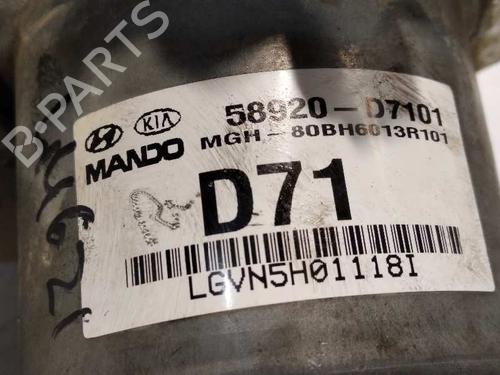 58920-D7101
KIA
MGH-80BH6013R101
MANDO
D71
LGVN5H01118I
B-PARTS